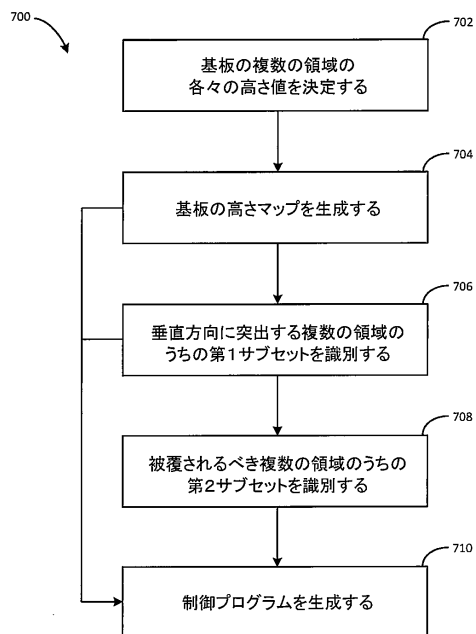 700
702
基板の複数の領域の
各々の高さ値を決定する
704
基板の高さマップを生成する
706
垂直方向に突出する複数の領域の
うちの第1サブセットを識別する
708
被覆されるべき複数の領域のうちの
第2サブセットを識別する
710
制御プログラムを生成する